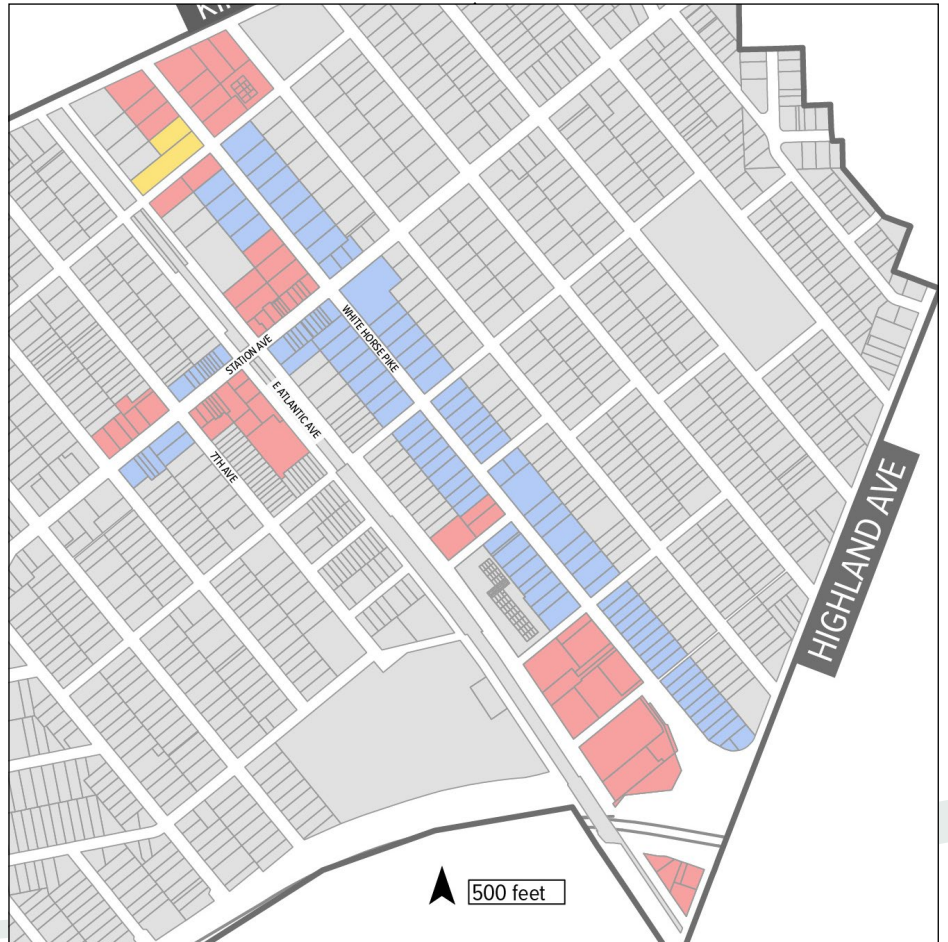 STATION AVE
WHITE HORSE PIKE
E ATLANTIC AVE
7TH AVE
HIGHLAND AVE
500 feet